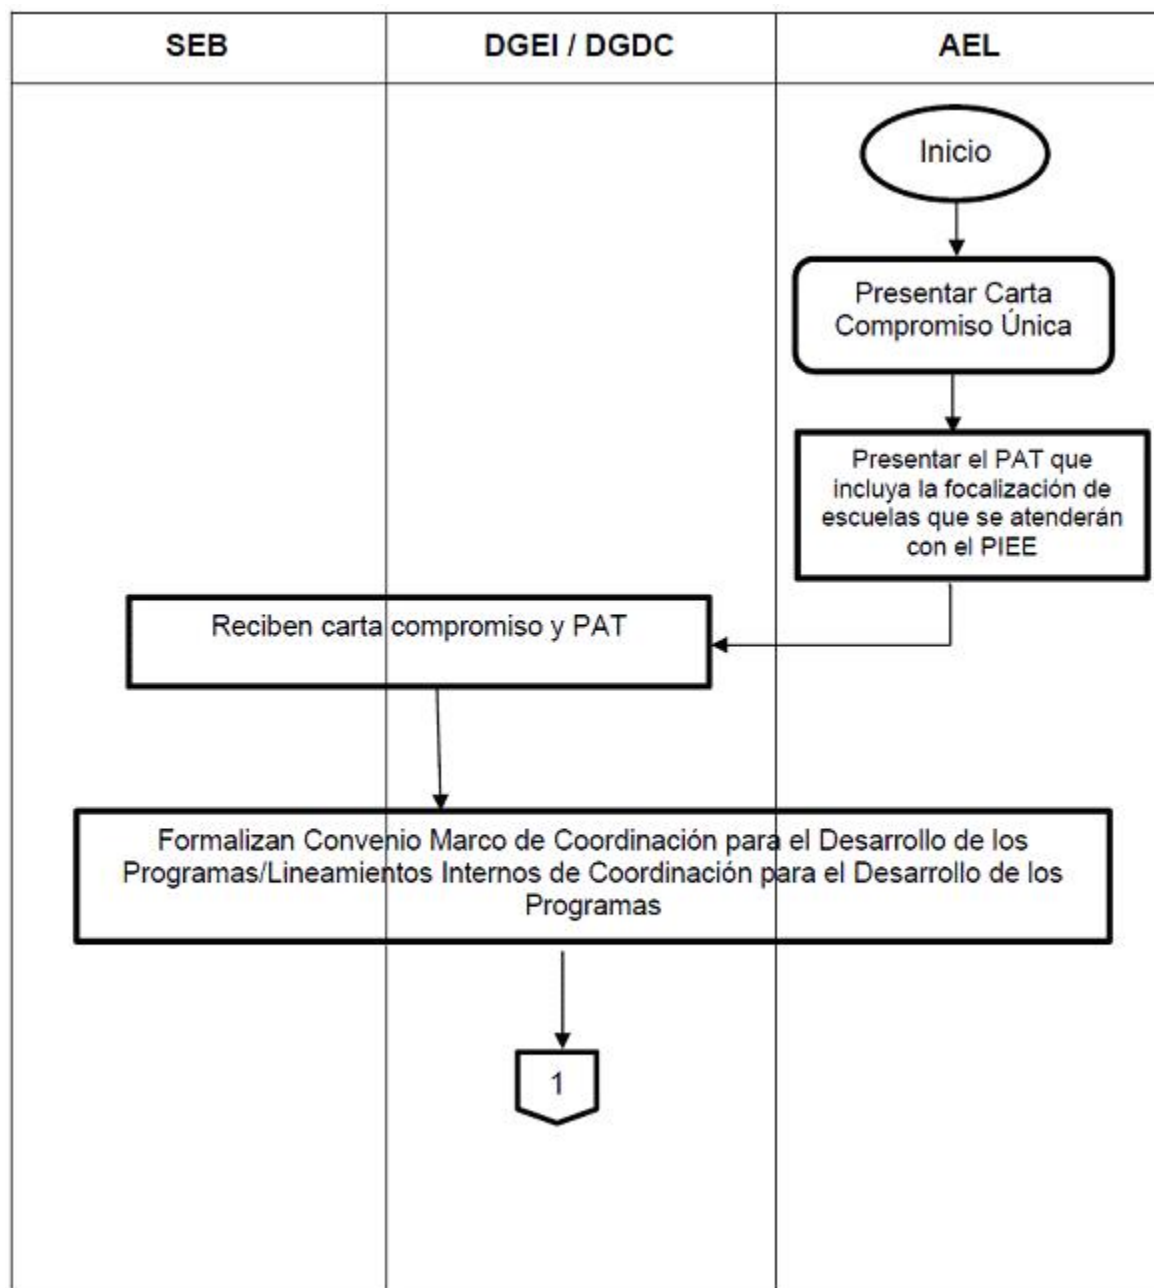 SEB
DGEI / DGDC
AEL
Inicio
Presentar Carta
Compromiso Única
Presentar el PAT que
incluya la focalización de
escuelas que se atenderán
con el PIEE
Reciben carta compromiso y PAT
Formalizan Convenio Marco de Coordinación para el Desarrollo de los
Programas/Lineamientos Internos de Coordinación para el Desarrollo de los
Programas
1